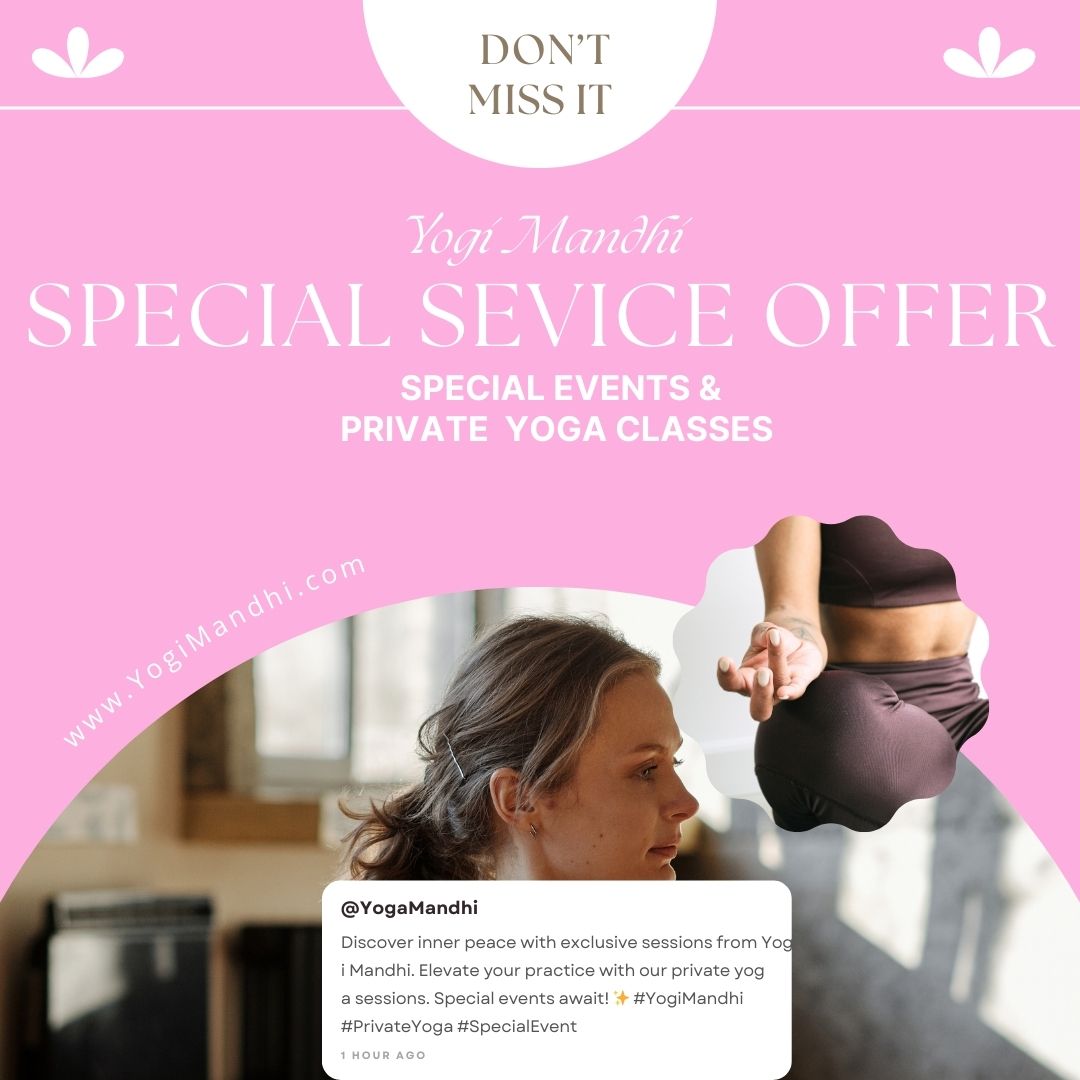 DON'T
MISS IT
Yogi Mandhi
SPECIAL SEVICE OFFER
SPECIAL EVENTS &
PRIVATE YOGA CLASSES
www.YogiMandhi.com
@YogaMandhi
Discover inner peace with exclusive sessions from Yog
i Mandhi. Elevate your practice with our private yog
a sessions. Special events await! ✨ #YogiMandhi
#PrivateYoga #SpecialEvent
1 HOUR AGO